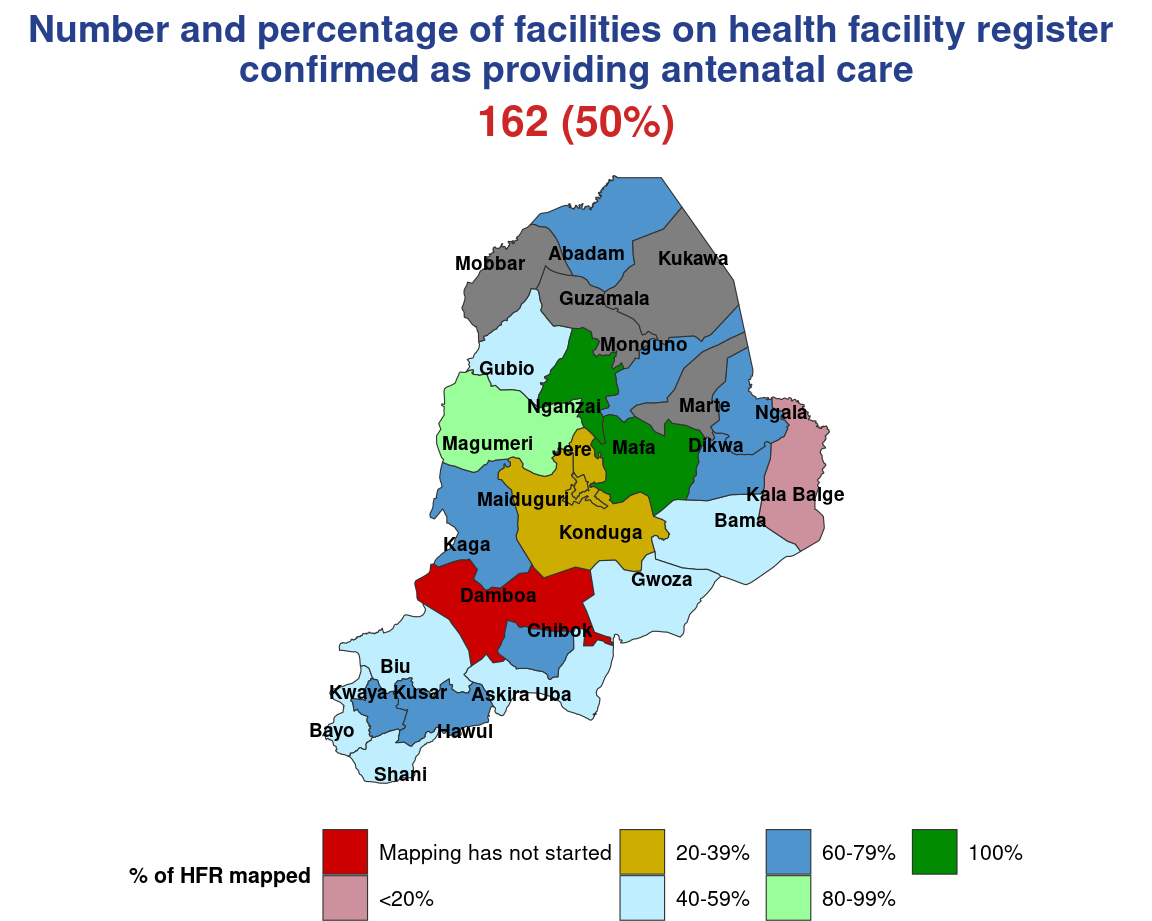 Number and percentage of facilities on health facility register
confirmed as providing antenatal care
162 (50%)
Abadam
Kukawa
Mobbar
Guzamala
Monguno
Gubio
Nganzai
Marte
Ngala
Magumeri
Jere
Mafa
Dikwa
Maiduguri
Kala Balge
Bama
Konduga
Kaga
Gwoza
Damboa
Chibok
Biu
Kwaya Kusar
Askira Uba
Bayo
Hawul
Shani
% of HFR mapped
Mapping has not started
<20%
20-39%
40-59%
60-79%
80-99%
100%